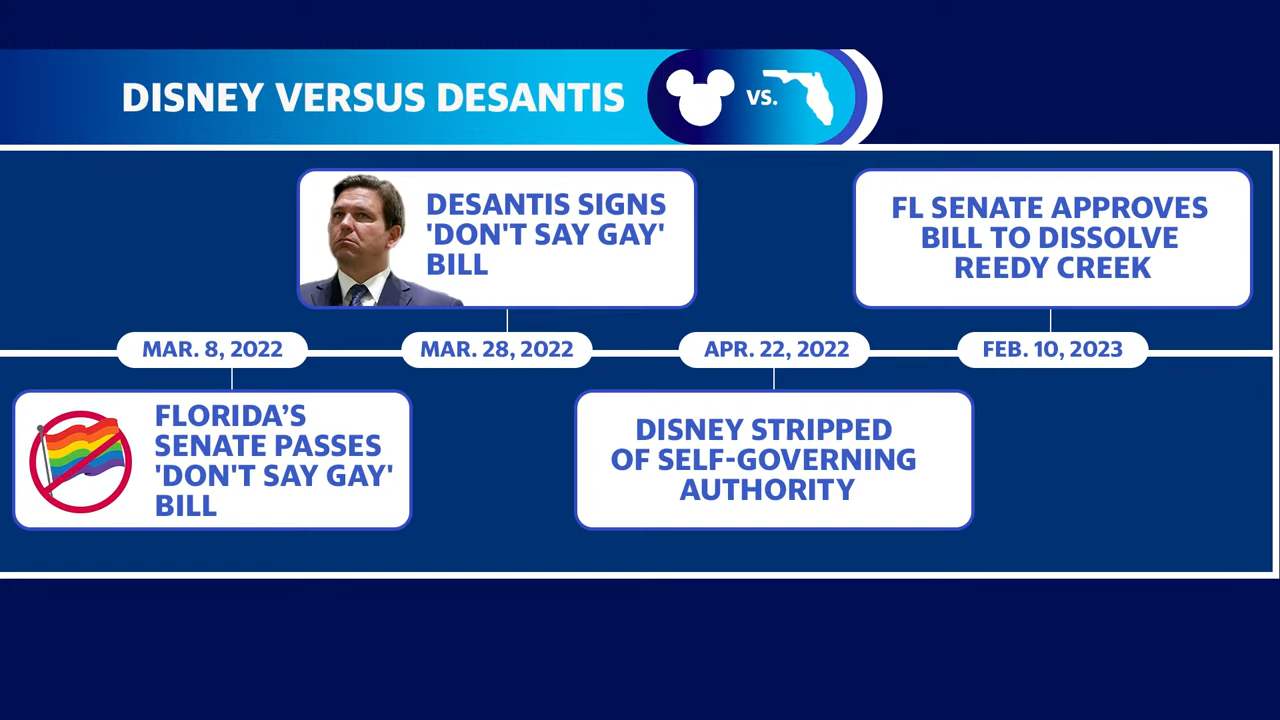 DISNEY VERSUS DESANTIS
VS.
DESANTIS SIGNS
'DON'T SAY GAY'
BILL
FL SENATE APPROVES
BILL TO DISSOLVE
REEDY CREEK
MAR. 8, 2022
MAR. 28, 2022
APR. 22, 2022
FEB. 10, 2023
FLORIDA’S
SENATE PASSES
'DON'T SAY GAY'
BILL
DISNEY STRIPPED
OF SELF-GOVERNING
AUTHORITY